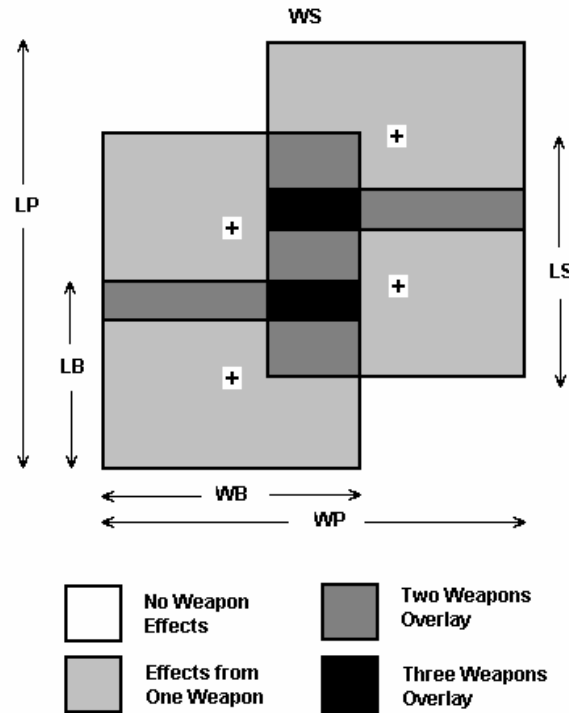 WS
+
LP
+
LS
+
LB
+
WB
WP
No Weapon
Effects
Two Weapons
Overlay
Effects from
One Weapon
Three Weapons
Overlay